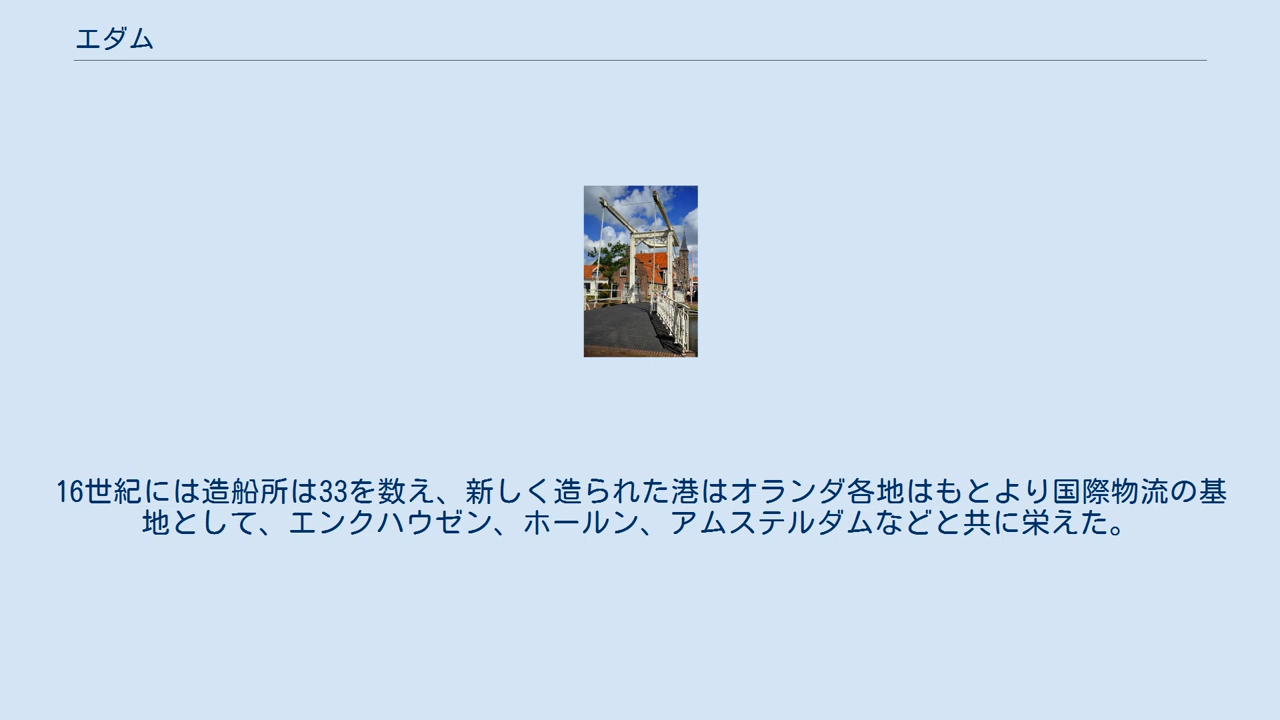 エダム
16世紀には造船所は33を数え、新しく造られた港はオランダ各地はもとより国際物流の基
地として、エンクハウゼン、ホールン、アムステルダムなどと共に栄えた。